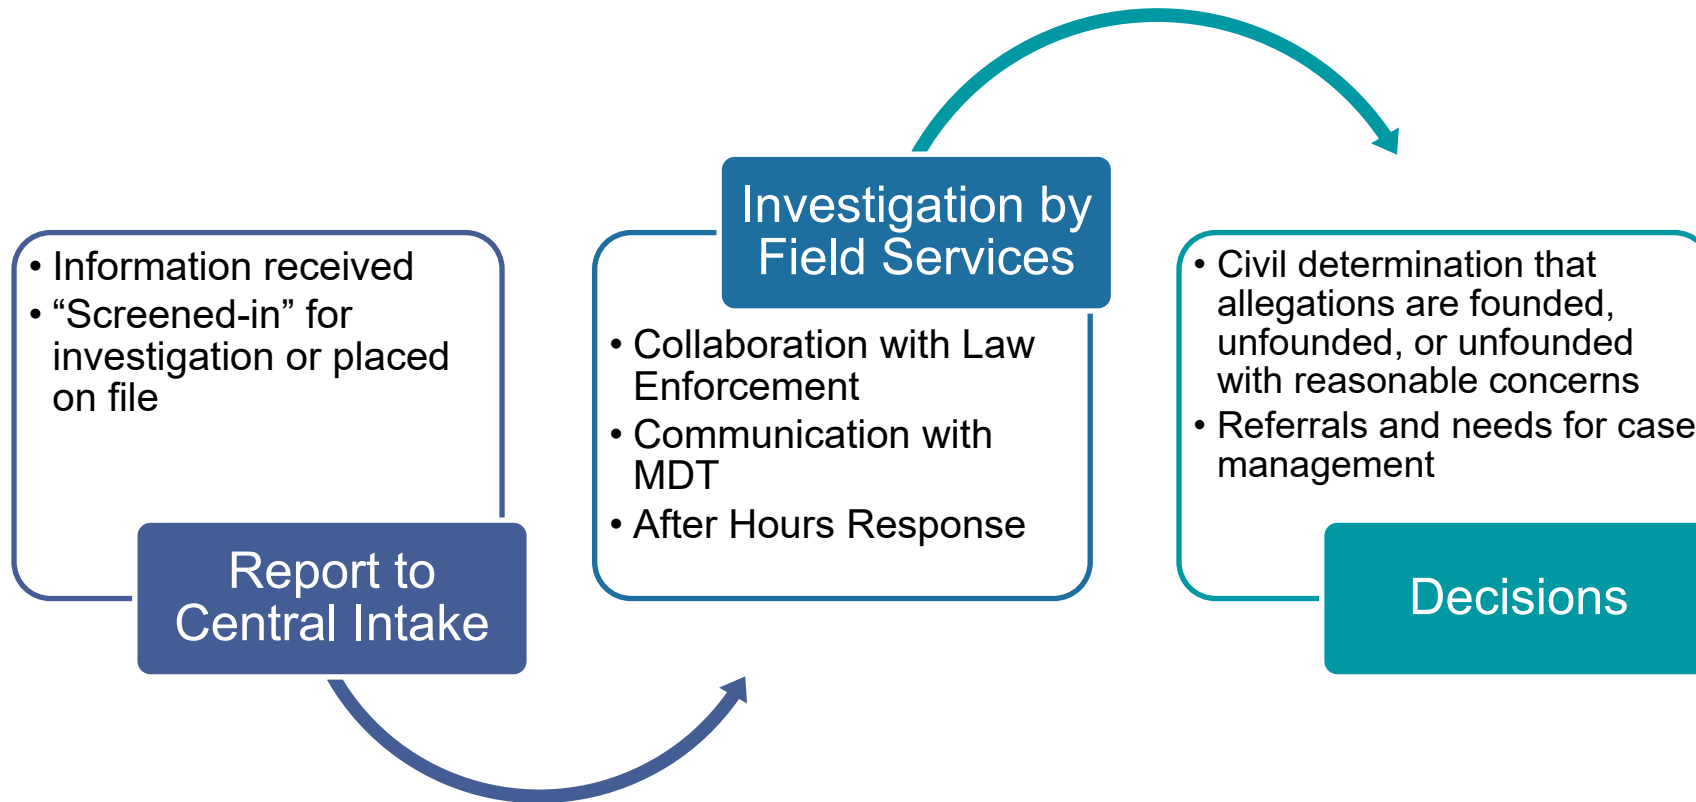 • Information received
• “Screened-in” for
investigation or placed
on file
Report to
Central Intake
Investigation by
Field Services
• Collaboration with Law
Enforcement
• Communication with
MDT
• After Hours Response
• Civil determination that
allegations are founded,
unfounded, or unfounded
with reasonable concerns
• Referrals and needs for case
management
Decisions